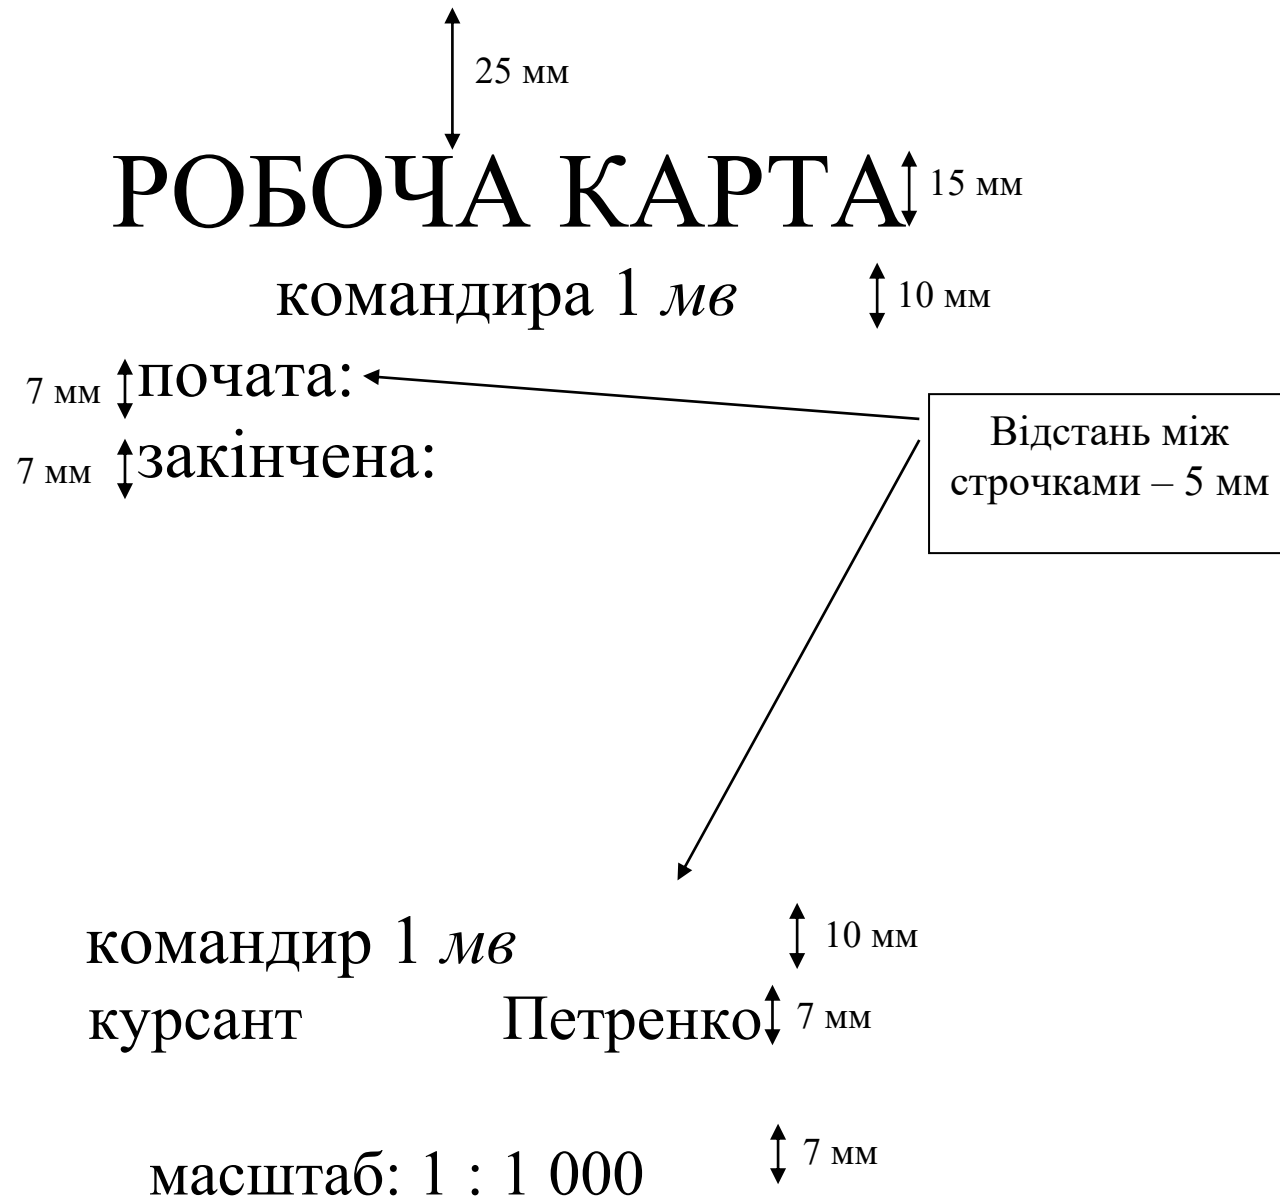 25 мм
РОБОЧА КАРТА
15 мм
командира 1 мв
10 мм
7 мм
почата:
7 мм
закінчена:
Відстань між
строчками – 5 мм
командир 1 мв
10 мм
курсант Петренко
7 мм
масштаб: 1 : 1 000
7 мм